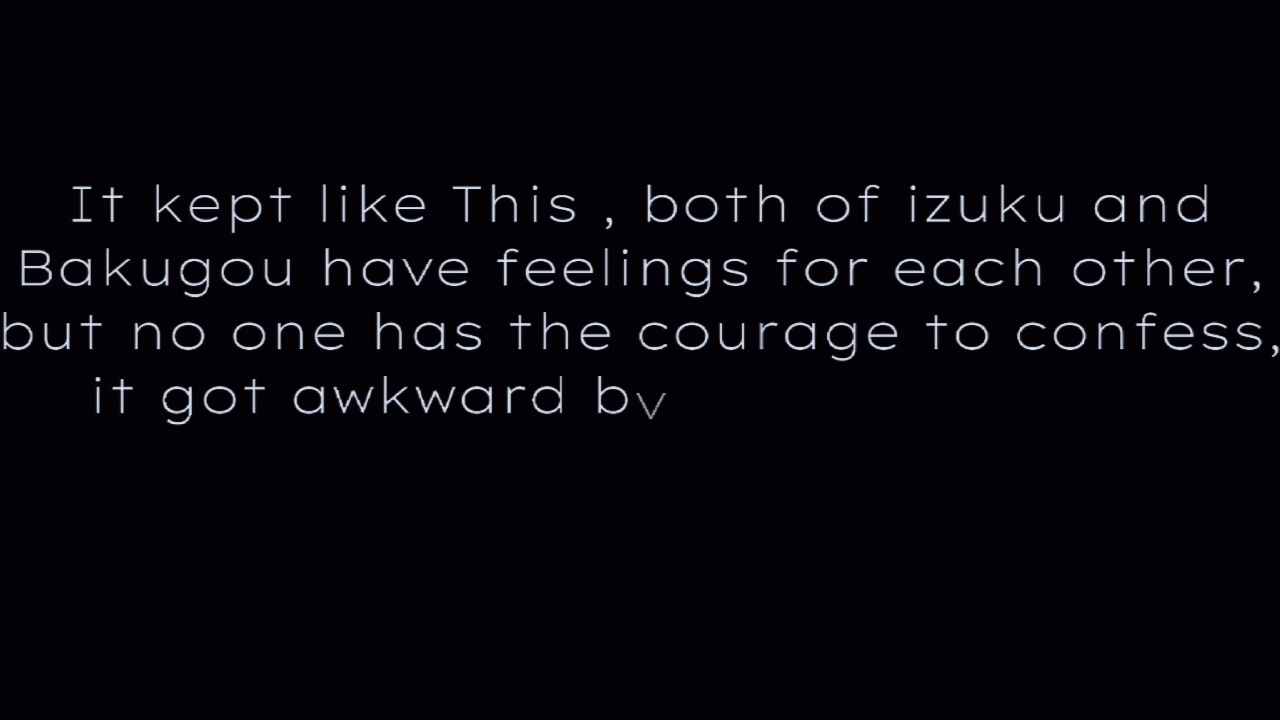 It kept like This , both of izuku and
Bakugou have feelings for each other,
but no one has the courage to confess,
it got awkward by